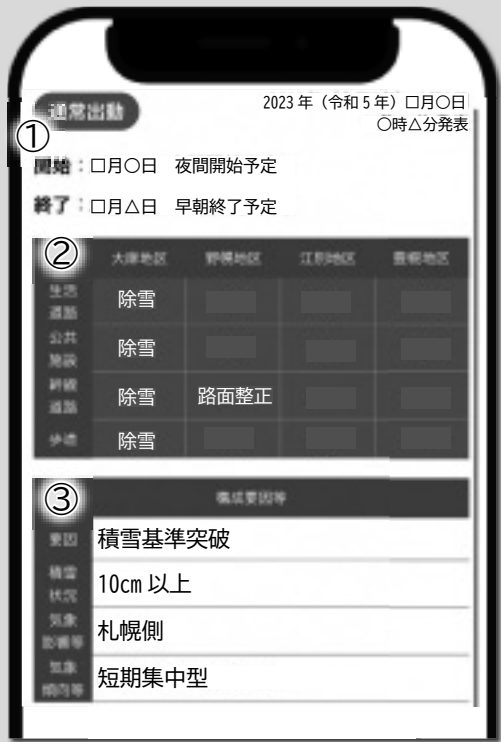 通常出動
2023年（令和5年）□月〇日
〇時△分発表
①
開始：□月〇日 夜間開始予定
終了：□月△日 早朝終了予定
② 大麻地区 野幌地区 江別地区 豊幌地区
生活道路 除雪
公共施設 除雪
幹線道路 除雪 路面整正
歩道 除雪
③ 構成要因等
要因 積雪基準突破
積雪状況 10cm以上
気象影響等 札幌側
気象傾向等 短期集中型